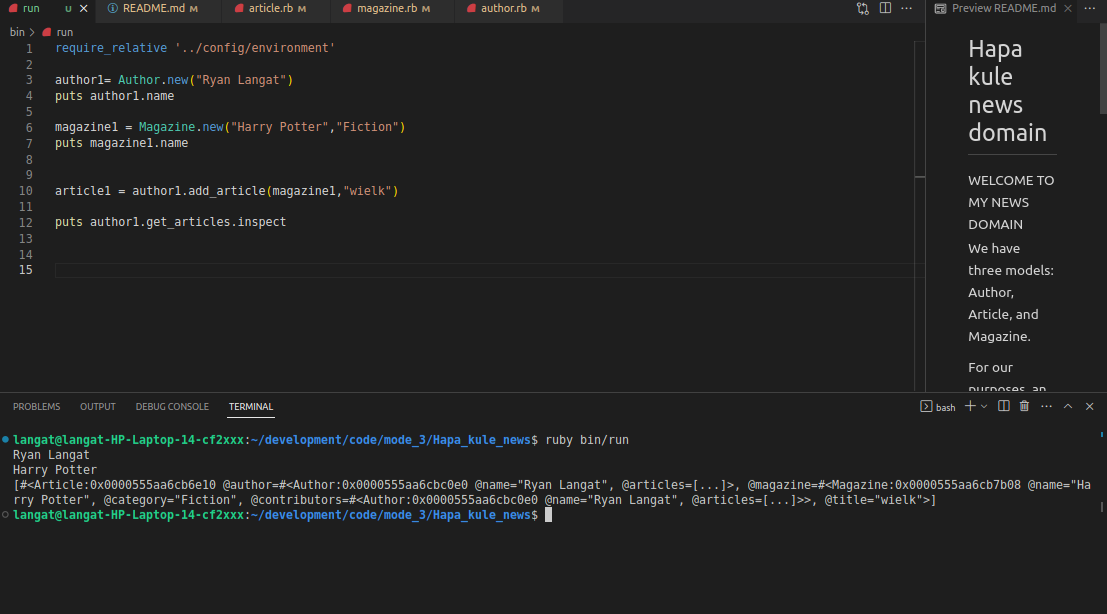 run U README.md M article.rb M magazine.rb M author.rb M Preview README.md
bin > run
1 require_relative '../config/environment'
2
3 author1= Author.new("Ryan Langat")
4 puts author1.name
5
6 magazine1 = Magazine.new("Harry Potter","Fiction")
7 puts magazine1.name
8
9
10 article1 = author1.add_article(magazine1,"wielk")
11
12 puts author1.get_articles.inspect
13
14
15
Hapa
kule
news
domain
WELCOME TO
MY NEWS
DOMAIN
We have
three models:
Author,
Article, and
Magazine.
For our
purposes, an
PROBLEMS OUTPUT DEBUG CONSOLE TERMINAL bash
langat@langat-HP-Laptop-14-cf2xxx:~/development/code/mode_3/Hapa_kule_news$ ruby bin/run
Ryan Langat
Harry Potter
[#<Article:0x0000555aa6cb6e10 @author=#<Author:0x0000555aa6cbc0e0 @name="Ryan Langat", @articles=[...]>, @magazine=#<Magazine:0x0000555aa6cb7b08 @name="Ha
rry Potter", @category="Fiction", @contributors=#<Author:0x0000555aa6cbc0e0 @name="Ryan Langat", @articles=[...]>>, @title="wielk">]
langat@langat-HP-Laptop-14-cf2xxx:~/development/code/mode_3/Hapa_kule_news$